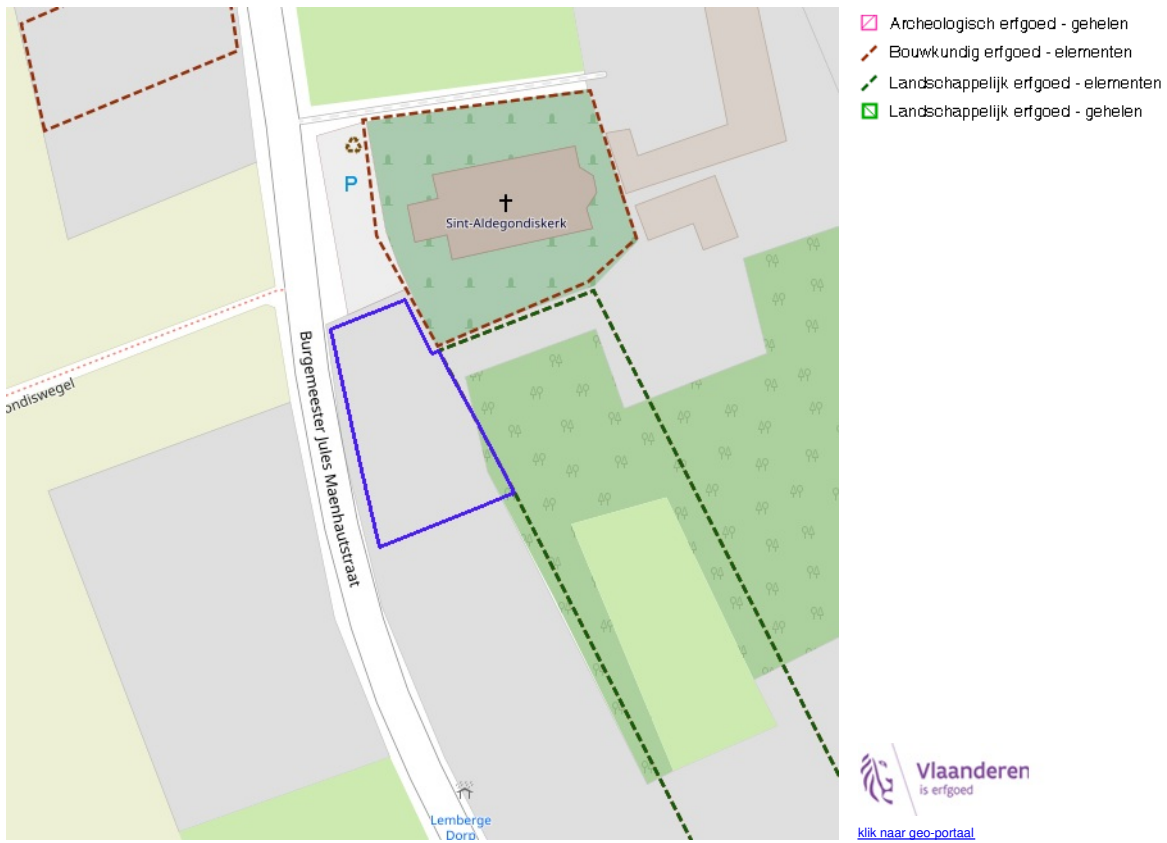 Archeologisch erfgoed - gehelen
Bouwkundig erfgoed - elementen
Landschappelijk erfgoed - elementen
Landschappelijk erfgoed - gehelen
P
Sint-Aldegondiskerk
ondiswegel
Burgemeester Jules Maenhautstraat
Lemberge
Dorp
Vlaanderen
is erfgoed
klik naar geo-portaal